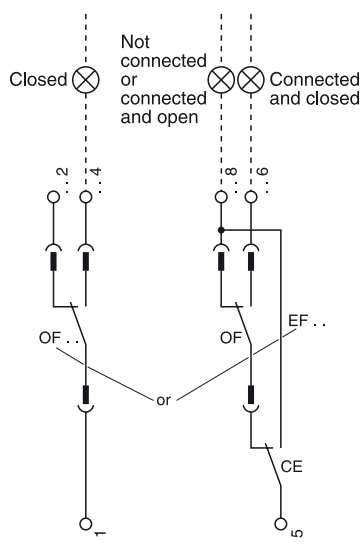 Closed
Not
connected
or
connected
and open
Connected
and closed
. . 2
. . 4
. . 8
. . 6
OF . .
or
OF
EF . .
CE
1
5